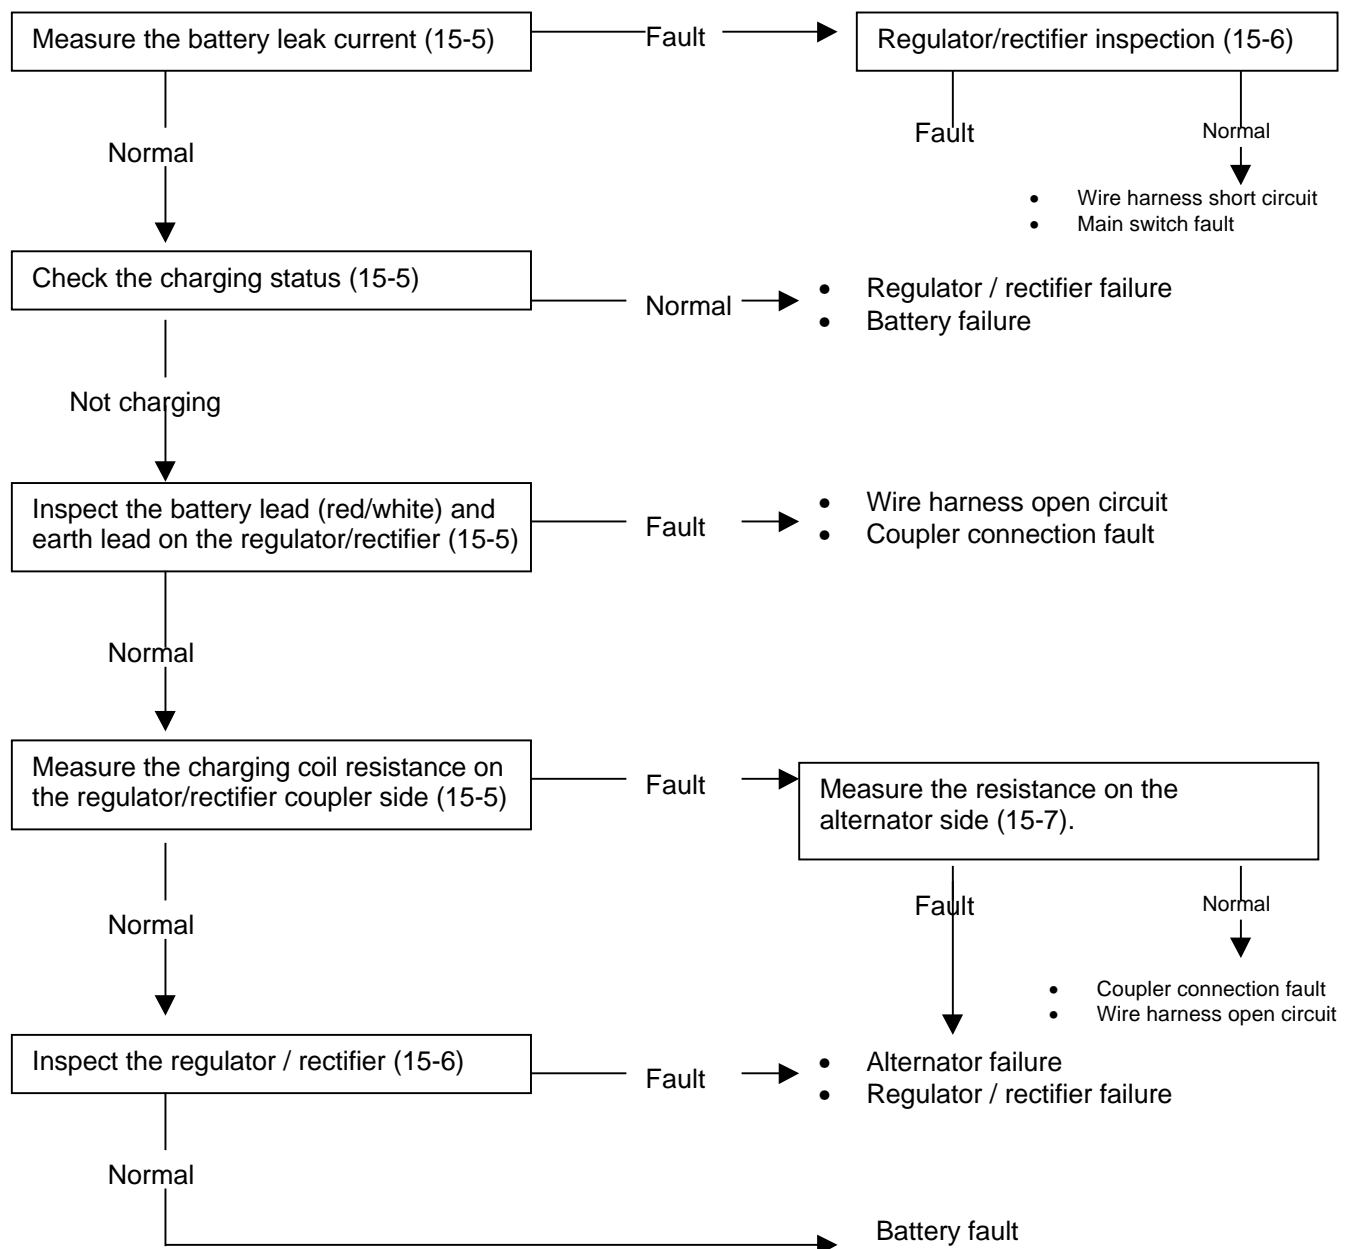 Measure the battery leak current (15-5)
Fault
Regulator/rectifier inspection (15-6)
Fault
Normal
Normal
• Wire harness short circuit
• Main switch fault
Check the charging status (15-5)
Normal
• Regulator / rectifier failure
• Battery failure
Not charging
Inspect the battery lead (red/white) and
earth lead on the regulator/rectifier (15-5)
Fault
• Wire harness open circuit
• Coupler connection fault
Normal
Measure the charging coil resistance on
the regulator/rectifier coupler side (15-5)
Fault
Measure the resistance on the
alternator side (15-7).
Fault
Normal
Normal
• Coupler connection fault
• Wire harness open circuit
Inspect the regulator / rectifier (15-6)
Fault
• Alternator failure
• Regulator / rectifier failure
Normal
Battery fault